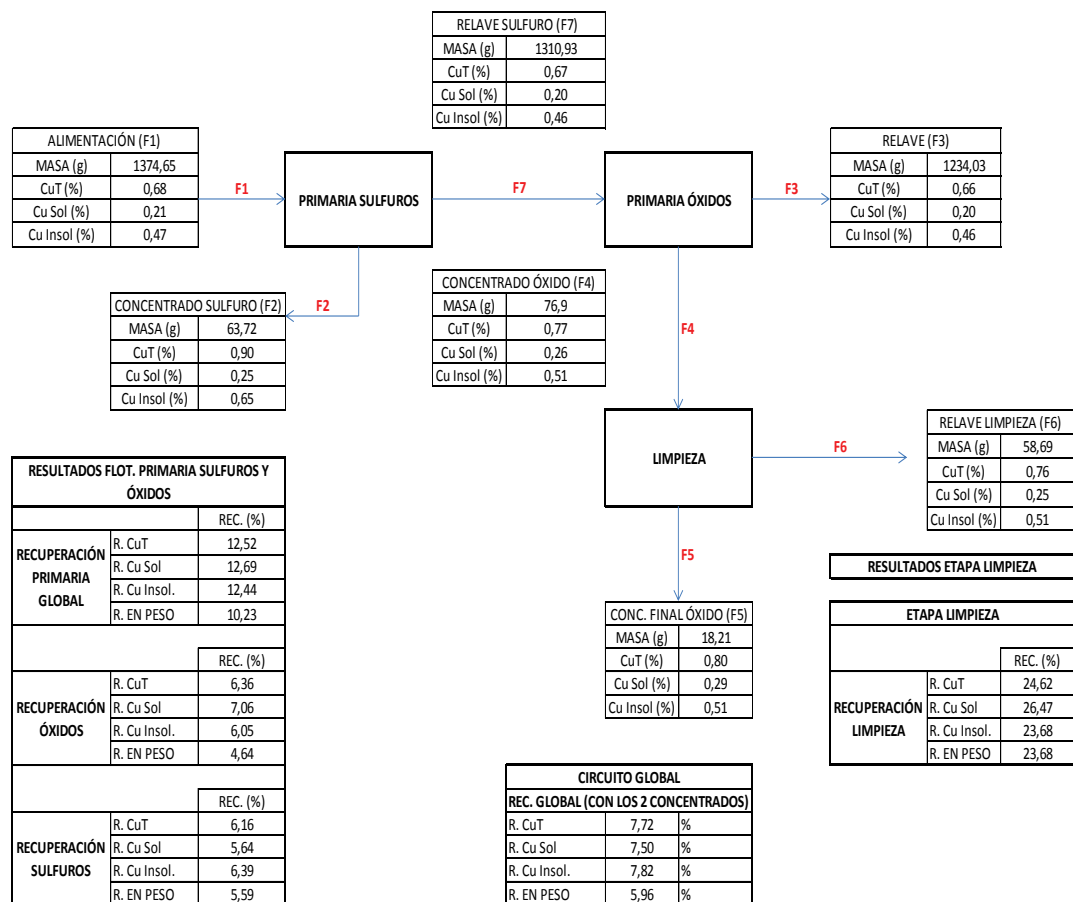 RELAVE SULFURO (F7)
MASA (g) 1310,93
CuT (%) 0,67
Cu Sol (%) 0,20
Cu Insol (%) 0,46
ALIMENTACIÓN (F1)
MASA (g) 1374,65
CuT (%) 0,68
Cu Sol (%) 0,21
Cu Insol (%) 0,47
F1
PRIMARIA SULFUROS
F7
PRIMARIA ÓXIDOS
F3
RELAVE (F3)
MASA (g) 1234,03
CuT (%) 0,66
Cu Sol (%) 0,20
Cu Insol (%) 0,46
CONCENTRADO SULFURO (F2)
MASA (g) 63,72
CuT (%) 0,90
Cu Sol (%) 0,25
Cu Insol (%) 0,65
F2
CONCENTRADO ÓXIDO (F4)
MASA (g) 76,9
CuT (%) 0,77
Cu Sol (%) 0,26
Cu Insol (%) 0,51
F4
LIMPIEZA
F6
RELAVE LIMPIEZA (F6)
MASA (g) 58,69
CuT (%) 0,76
Cu Sol (%) 0,25
Cu Insol (%) 0,51
RESULTADOS FLOT. PRIMARIA SULFUROS Y
ÓXIDOS
REC. (%)
RECUPERACIÓN PRIMARIA GLOBAL
R. CuT 12,52
R. Cu Sol 12,69
R. Cu Insol. 12,44
R. EN PESO 10,23
REC. (%)
RECUPERACIÓN ÓXIDOS
R. CuT 6,36
R. Cu Sol 7,06
R. Cu Insol. 6,05
R. EN PESO 4,64
REC. (%)
RECUPERACIÓN SULFUROS
R. CuT 6,16
R. Cu Sol 5,64
R. Cu Insol. 6,39
R. EN PESO 5,59
F5
CONC. FINAL ÓXIDO (F5)
MASA (g) 18,21
CuT (%) 0,80
Cu Sol (%) 0,29
Cu Insol (%) 0,51
RESULTADOS ETAPA LIMPIEZA
ETAPA LIMPIEZA
REC. (%)
RECUPERACIÓN LIMPIEZA
R. CuT 24,62
R. Cu Sol 26,47
R. Cu Insol. 23,68
R. EN PESO 23,68
CIRCUITO GLOBAL
REC. GLOBAL (CON LOS 2 CONCENTRADOS)
R. CuT 7,72 %
R. Cu Sol 7,50 %
R. Cu Insol. 7,82 %
R. EN PESO 5,96 %